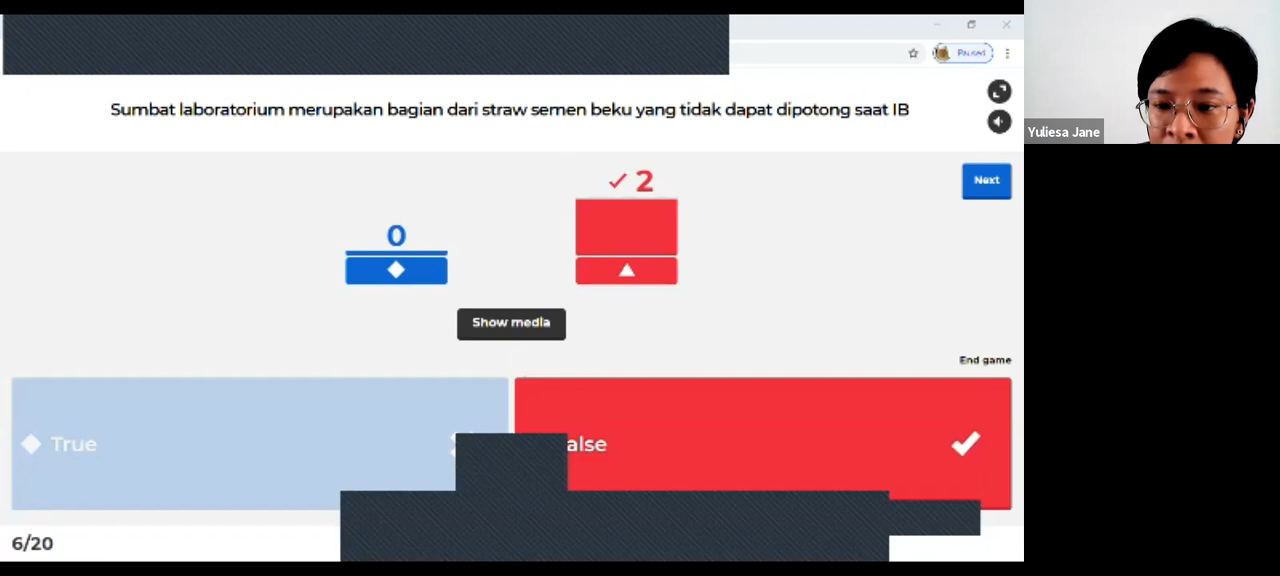 Paused
Sumbat laboratorium merupakan bagian dari straw semen beku yang tidak dapat dipotong saat IB
Yuliesa Jane
Next
2
0
Show media
End game
True
alse
6/20